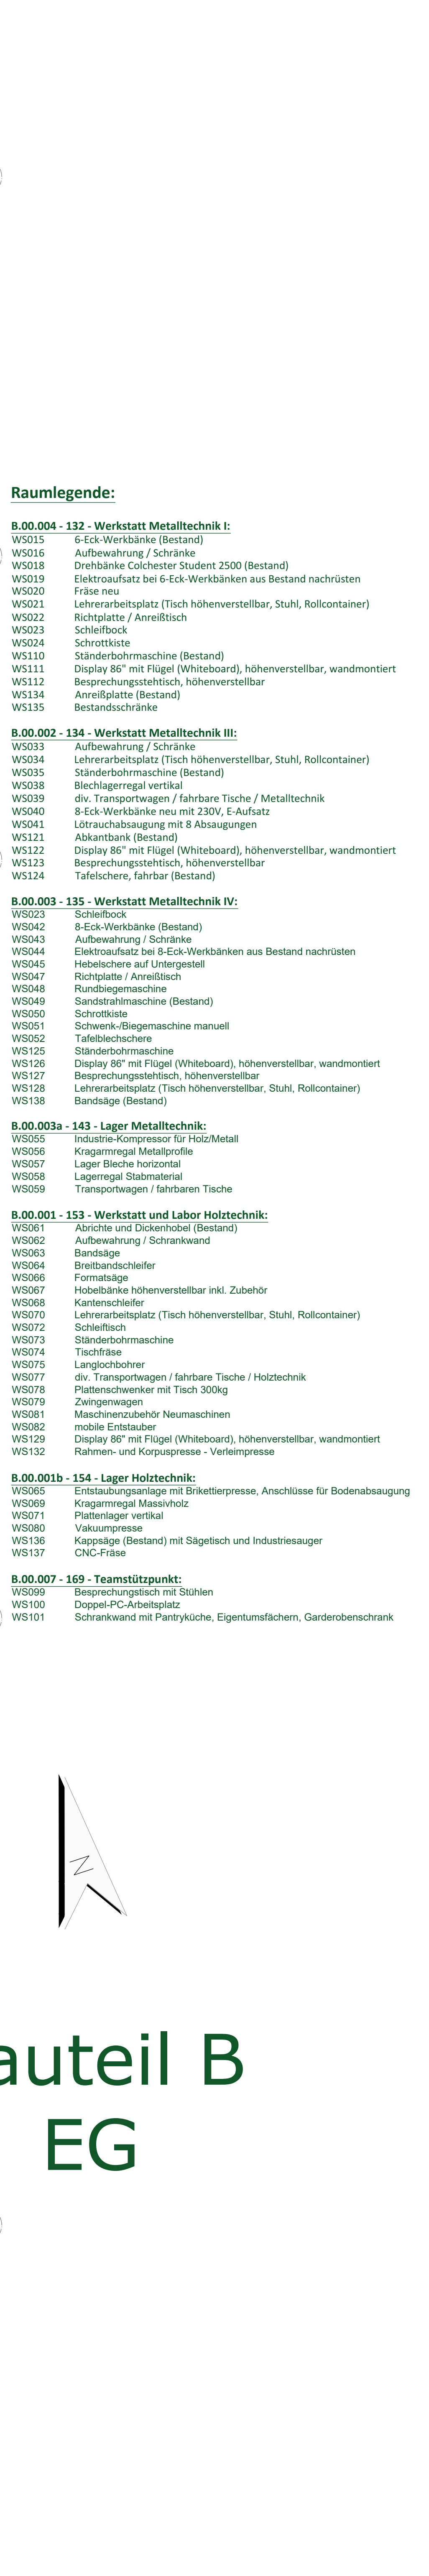 Raumlegende:
B.00.004 - 132 - Werkstatt Metalltechnik I:
WS015 6-Eck-Werkbänke (Bestand)
WS016 Aufbewahrung / Schränke
WS018 Drehbänke Colchester Student 2500 (Bestand)
WS019 Elektroaufsatz bei 6-Eck-Werkbänken aus Bestand nachrüsten
WS020 Fräse neu
WS021 Lehrerarbeitsplatz (Tisch höhenverstellbar, Stuhl, Rollcontainer)
WS022 Richtplatte / Anreißtisch
WS023 Schleifbock
WS024 Schrottkiste
WS110 Ständerbohrmaschine (Bestand)
WS111 Display 86" mit Flügel (Whiteboard), höhenverstellbar, wandmontiert
WS112 Besprechungsstehtisch, höhenverstellbar
WS134 Anreißplatte (Bestand)
WS135 Bestandsschränke
B.00.002 - 134 - Werkstatt Metalltechnik III:
WS033 Aufbewahrung / Schränke
WS034 Lehrerarbeitsplatz (Tisch höhenverstellbar, Stuhl, Rollcontainer)
WS035 Ständerbohrmaschine (Bestand)
WS038 Blechlagerregal vertikal
WS039 div. Transportwagen / fahrbare Tische / Metalltechnik
WS040 8-Eck-Werkbänke neu mit 230V, E-Aufsatz
WS041 Lötrauchabsaugung mit 8 Absaugungen
WS121 Abkantbank (Bestand)
WS122 Display 86" mit Flügel (Whiteboard), höhenverstellbar, wandmontiert
WS123 Besprechungsstehtisch, höhenverstellbar
WS124 Tafelschere, fahrbar (Bestand)
B.00.003 - 135 - Werkstatt Metalltechnik IV:
WS023 Schleifbock
WS042 8-Eck-Werkbänke (Bestand)
WS043 Aufbewahrung / Schränke
WS044 Elektroaufsatz bei 8-Eck-Werkbänken aus Bestand nachrüsten
WS045 Hebelschere auf Untergestell
WS047 Richtplatte / Anreißtisch
WS048 Rundbiegemaschine
WS049 Sandstrahlmaschine (Bestand)
WS050 Schrottkiste
WS051 Schwenk-/Biegemaschine manuell
WS052 Tafelblechschere
WS125 Ständerbohrmaschine
WS126 Display 86" mit Flügel (Whiteboard), höhenverstellbar, wandmontiert
WS127 Besprechungsstehtisch, höhenverstellbar
WS128 Lehrerarbeitsplatz (Tisch höhenverstellbar, Stuhl, Rollcontainer)
WS138 Bandsäge (Bestand)
B.00.003a - 143 - Lager Metalltechnik:
WS055 Industrie-Kompressor für Holz/Metall
WS056 Kragarmregal Metallprofile
WS057 Lager Bleche horizontal
WS058 Lagerregal Stabmaterial
WS059 Transportwagen / fahrbaren Tische
B.00.001 - 153 - Werkstatt und Labor Holztechnik:
WS061 Abrichte und Dickenhobel (Bestand)
WS062 Aufbewahrung / Schrankwand
WS063 Bandsäge
WS064 Breitbandschleifer
WS066 Formatsäge
WS067 Hobelbänke höhenverstellbar inkl. Zubehör
WS068 Kantenschleifer
WS070 Lehrerarbeitsplatz (Tisch höhenverstellbar, Stuhl, Rollcontainer)
WS072 Schleiftisch
WS073 Ständerbohrmaschine
WS074 Tischfräse
WS075 Langlochbohrer
WS077 div. Transportwagen / fahrbare Tische / Holztechnik
WS078 Plattenschwenker mit Tisch 300kg
WS079 Zwingenwagen
WS081 Maschinenzubehör Neumaschinen
WS082 mobile Entstauber
WS129 Display 86" mit Flügel (Whiteboard), höhenverstellbar, wandmontiert
WS132 Rahmen- und Korpuspresse - Verleimpresse
B.00.001b - 154 - Lager Holztechnik:
WS065 Entstaubungsanlage mit Brikettierpresse, Anschlüsse für Bodenabsaugung
WS069 Kragarmregal Massivholz
WS071 Plattenlager vertikal
WS080 Vakuumpresse
WS136 Kappsäge (Bestand) mit Sägetisch und Industriesauger
WS137 CNC-Fräse
B.00.007 - 169 - Teamstützpunkt:
WS099 Besprechungstisch mit Stühlen
WS100 Doppel-PC-Arbeitsplatz
WS101 Schrankwand mit Pantryküche, Eigentumsfächern, Garderobenschrank
N
auteil B
EG